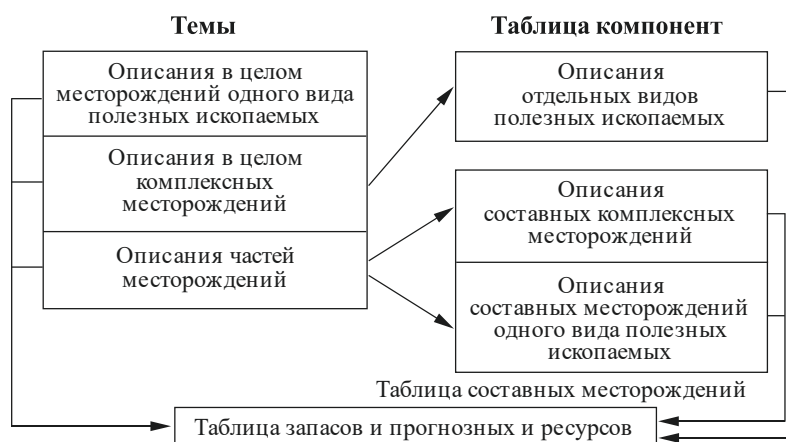 Темы
Описания в целом
месторождений одного вида
полезных ископаемых
Описания в целом
комплексных
месторождений
Описания частей
месторождений
Таблица компонент
Описания
отдельных видов
полезных ископаемых
Описания
составных комплексных
месторождений
Описания
составных месторождений
одного вида полезных
ископаемых
Таблица составных месторождений
Таблица запасов и прогнозных и ресурсов